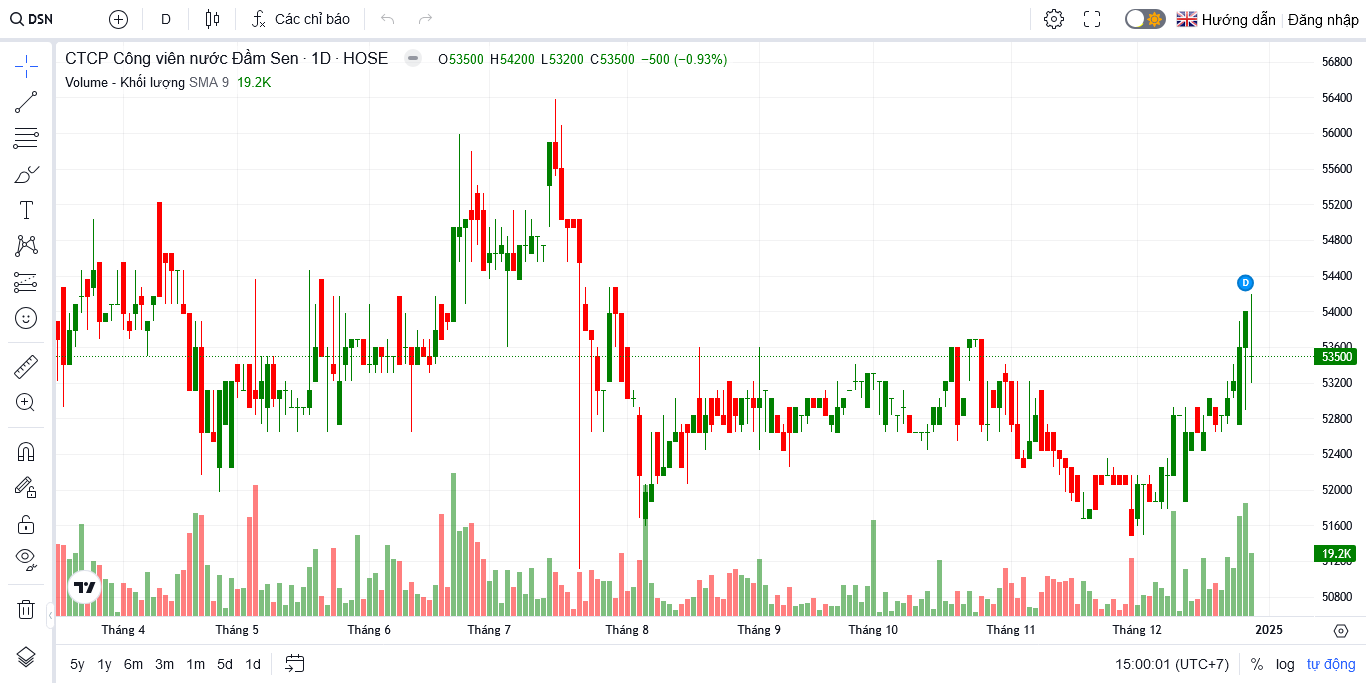 DSN D Các chỉ báo Hướng dẫn Đăng nhập
CTCP Công viên nước Đầm Sen · 1D · HOSE O53500 H54200 L53200 C53500 −500 (−0.93%)
Volume - Khối lượng SMA 9 19.2K
56800
56400
56000
55600
55200
54800
54400
D
54000
53600
53500
53200
52800
52400
52000
51600
19.2K
51200
50800
Tháng 4 Tháng 5 Tháng 6 Tháng 7 Tháng 8 Tháng 9 Tháng 10 Tháng 11 Tháng 12 2025
5y 1y 6m 3m 1m 5d 1d 15:00:01 (UTC+7) % log tự động